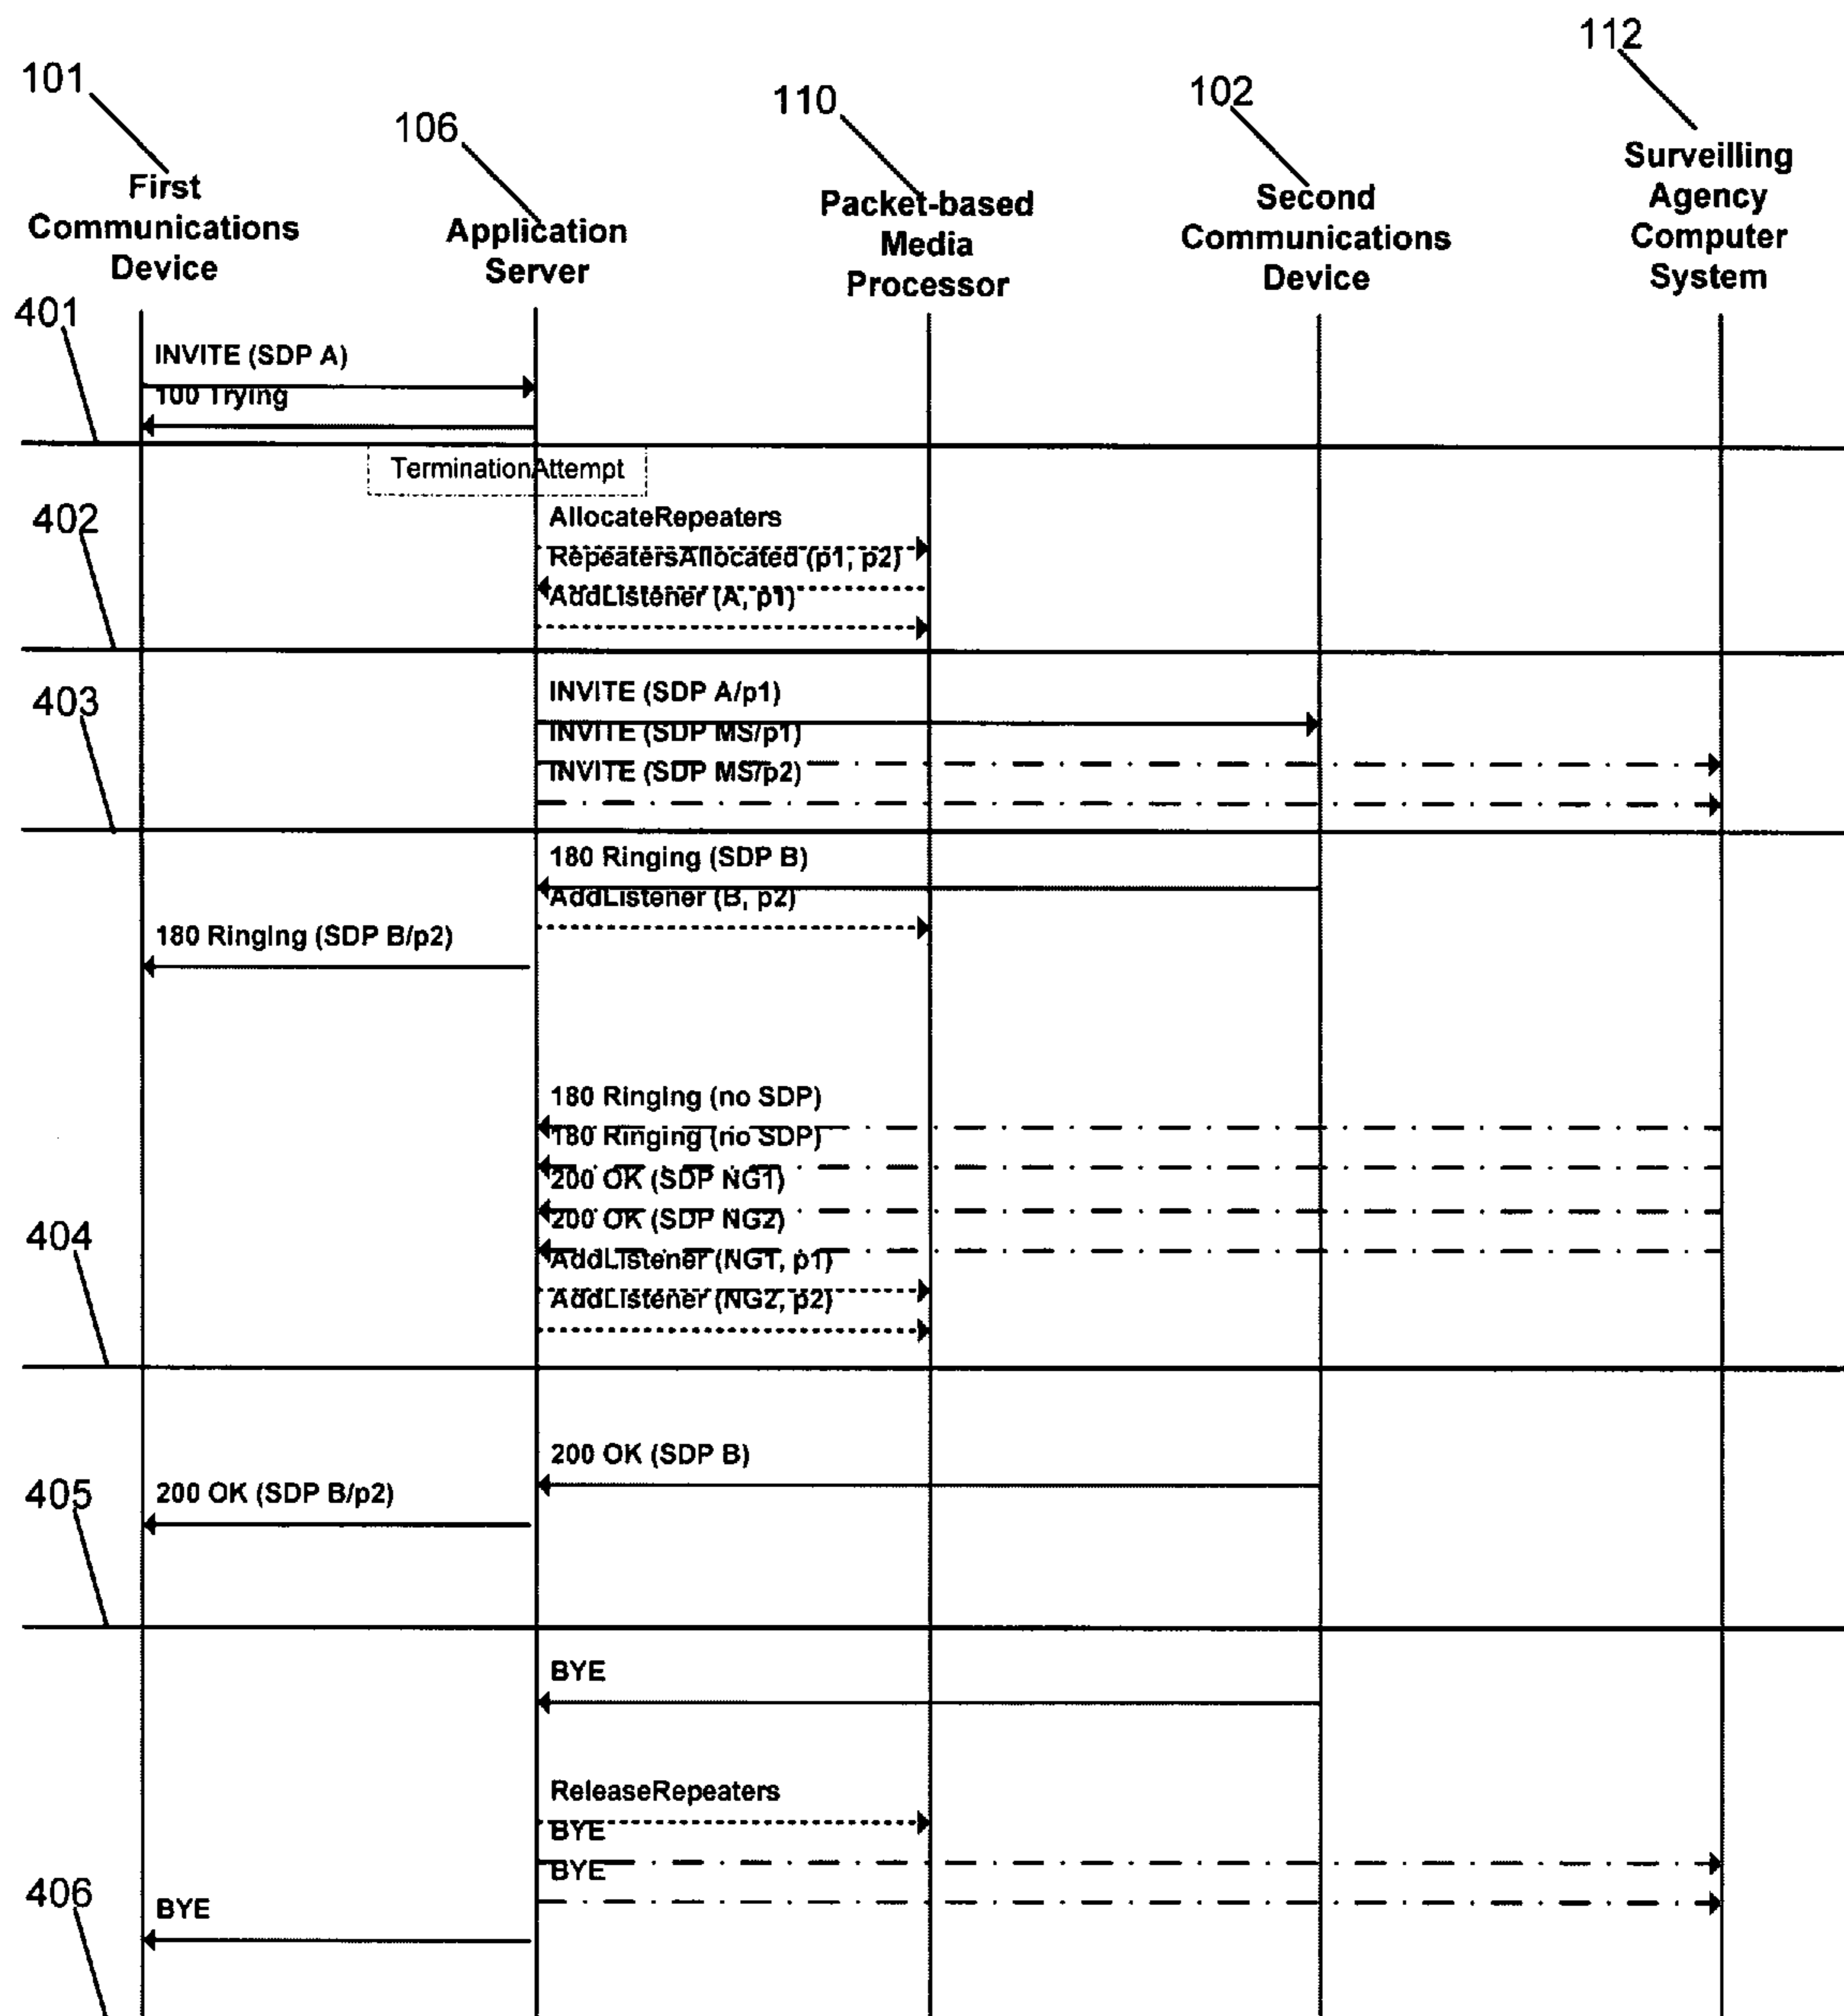 112
101
110
102
106
First
Communications
Device
Application
Server
Packet-based
Media
Processor
Second
Communications
Device
Surveilling
Agency
Computer
System
401
INVITE (SDP A)
100 Trying
TerminationAttempt
402
AllocateRepeaters
RepeatersAllocated (p1, p2)
AddListener (A, p1)
403
INVITE (SDP A/p1)
INVITE (SDP MS/p1)
INVITE (SDP MS/p2)
180 Ringing (SDP B)
AddListener (B, p2)
180 Ringing (SDP B/p2)
180 Ringing (no SDP)
180 Ringing (no SDP)
200 OK (SDP NG1)
200 OK (SDP NG2)
404
AddListener (NG1, p1)
AddListener (NG2, p2)
200 OK (SDP B)
405
200 OK (SDP B/p2)
BYE
ReleaseRepeaters
BYE
BYE
406
BYE